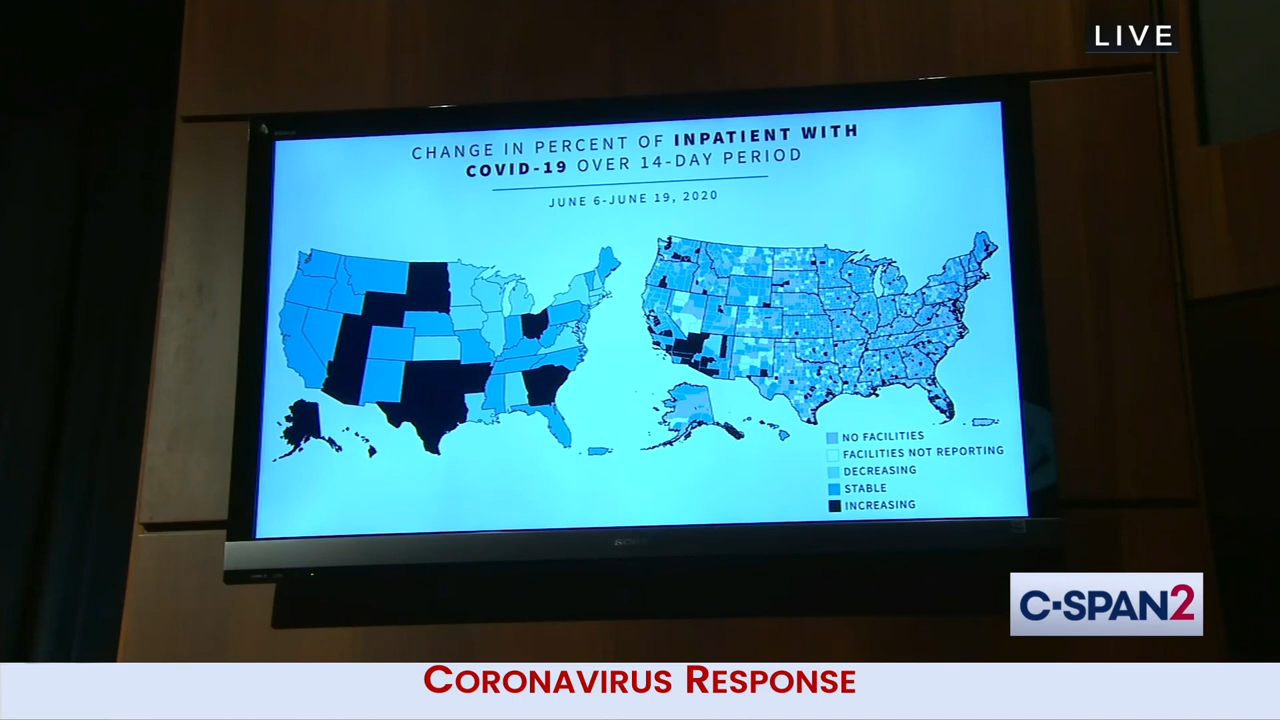 LIVE
CHANGE IN PERCENT OF INPATIENT WITH
COVID-19 OVER 14-DAY PERIOD
JUNE 6-JUNE 19, 2020
NO FACILITIES
FACILITIES NOT REPORTING
DECREASING
STABLE
INCREASING
SONY
C·SPAN2
CORONAVIRUS RESPONSE